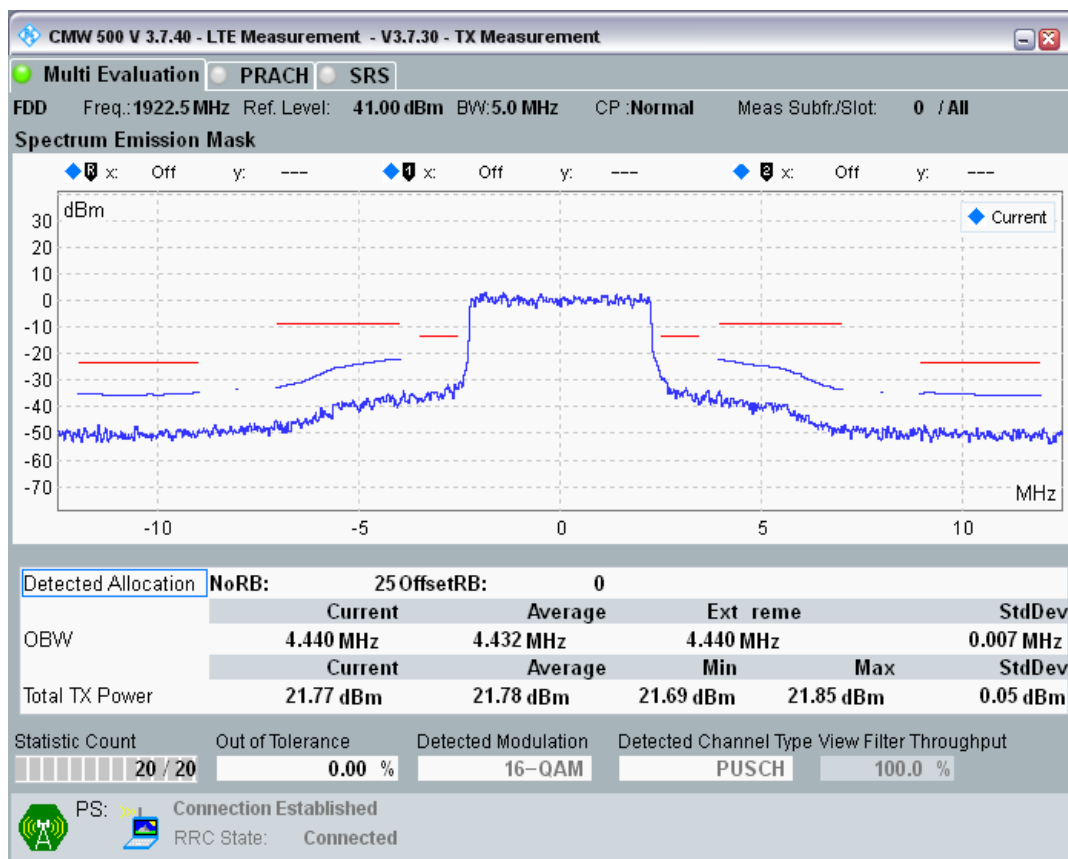 CMW 500 V 3.7.40 - LTE Measurement - V3.7.30 - TX Measurement
Multi Evaluation PRACH SRS
FDD Freq.: 1922.5 MHz Ref. Level: 41.00 dBm BW: 5.0 MHz CP : Normal Meas Subfr./Slot: 0 / All
Spectrum Emission Mask
R x: Off y: --- 1 x: Off y: --- 2 x: Off y: ---
dBm
Current
30
20
10
0
-10
-20
-30
-40
-50
-60
-70
MHz
-10 -5 0 5 10
Detected Allocation NoRB: 25 OffsetRB: 0
Current Average Ext reme StdDev
OBW 4.440 MHz 4.432 MHz 4.440 MHz 0.007 MHz
Current Average Min Max StdDev
Total TX Power 21.77 dBm 21.78 dBm 21.69 dBm 21.85 dBm 0.05 dBm
Statistic Count Out of Tolerance Detected Modulation Detected Channel Type View Filter Throughput
20 / 20 0.00 % 16-QAM PUSCH 100.0 %
PS: Connection Established
RRC State: Connected